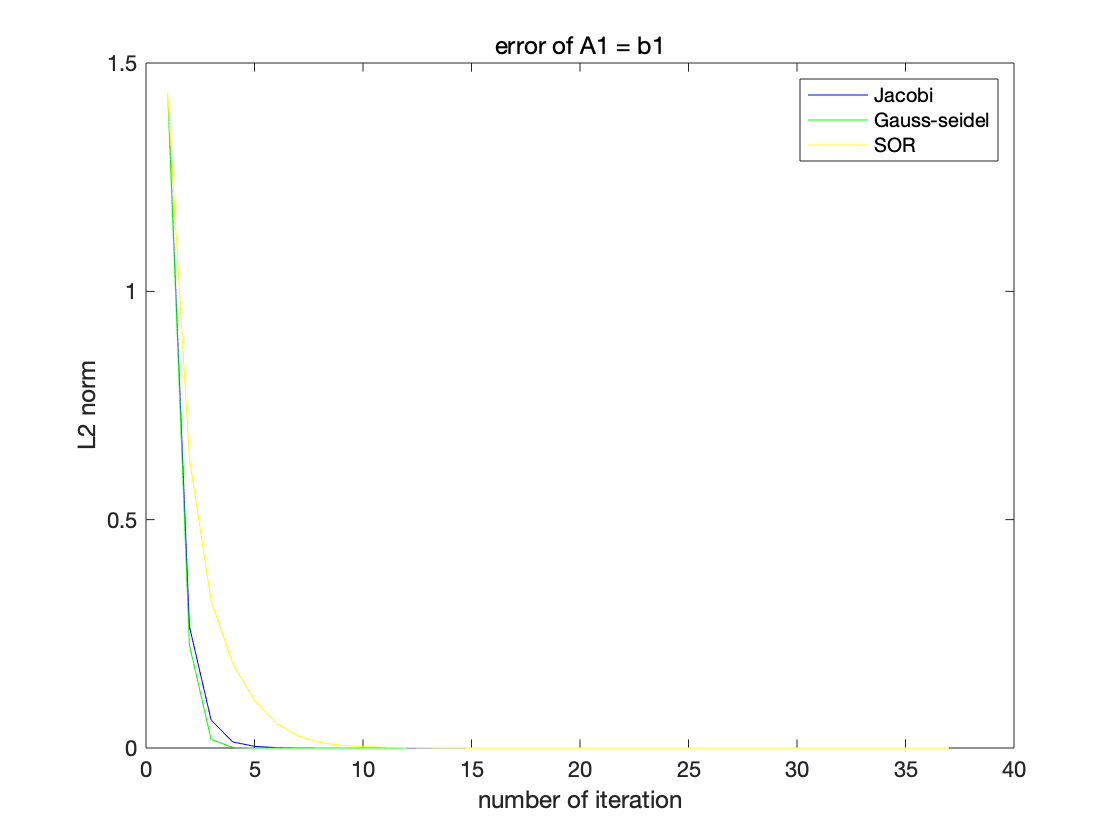 error of A1 = b1
1.5
1
0.5
0
L2 norm
Jacobi
Gauss-seidel
SOR
0 5 10 15 20 25 30 35 40
number of iteration